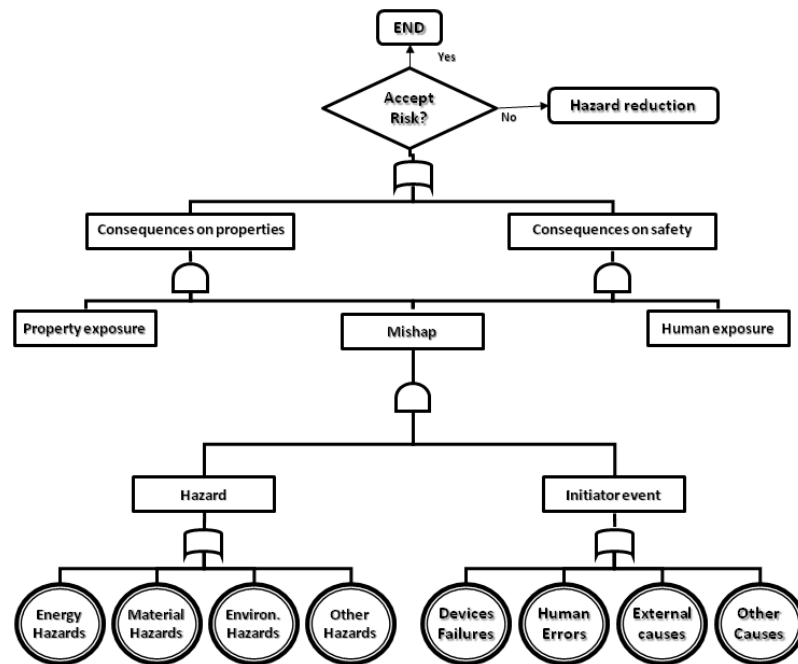 END
Yes
Accept
Risk?
No
Hazard reduction
Consequences on properties
Consequences on safety
Property exposure
Mishap
Human exposure
Hazard
Initiator event
Energy
Hazards
Material
Hazards
Environ.
Hazards
Other
Hazards
Devices
Failures
Human
Errors
External
causes
Other
Causes